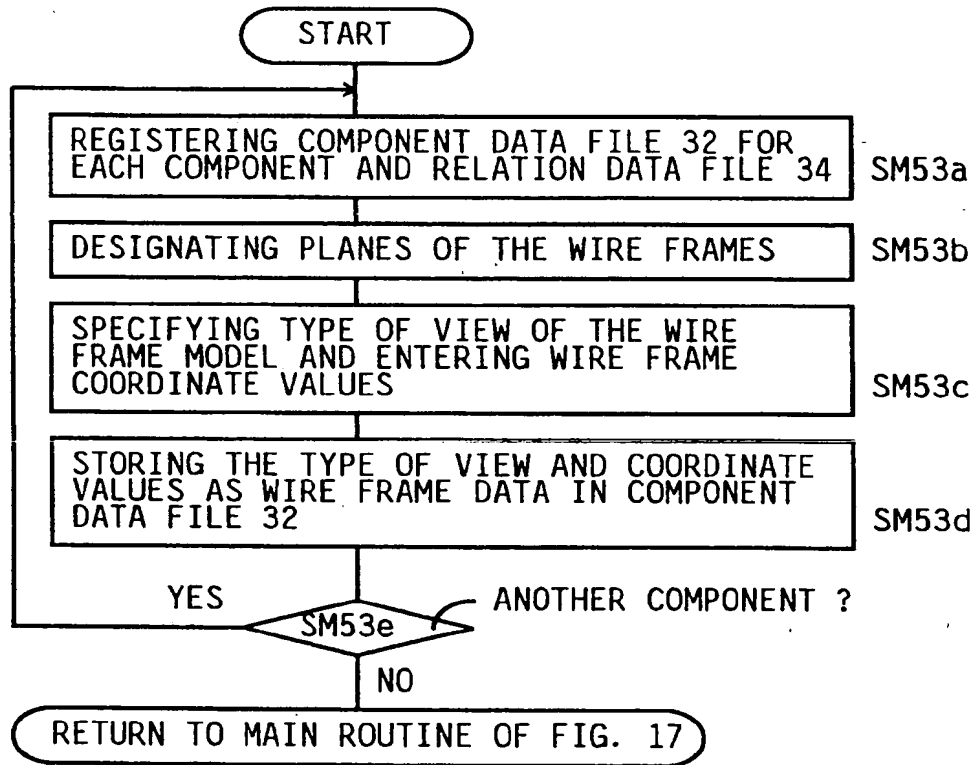 START
REGISTERING COMPONENT DATA FILE 32 FOR
EACH COMPONENT AND RELATION DATA FILE 34
SM53a
DESIGNATING PLANES OF THE WIRE FRAMES
SM53b
SPECIFYING TYPE OF VIEW OF THE WIRE
FRAME MODEL AND ENTERING WIRE FRAME
COORDINATE VALUES
SM53c
STORING THE TYPE OF VIEW AND COORDINATE
VALUES AS WIRE FRAME DATA IN COMPONENT
DATA FILE 32
SM53d
YES
ANOTHER COMPONENT ?
SM53e
NO
RETURN TO MAIN ROUTINE OF FIG. 17